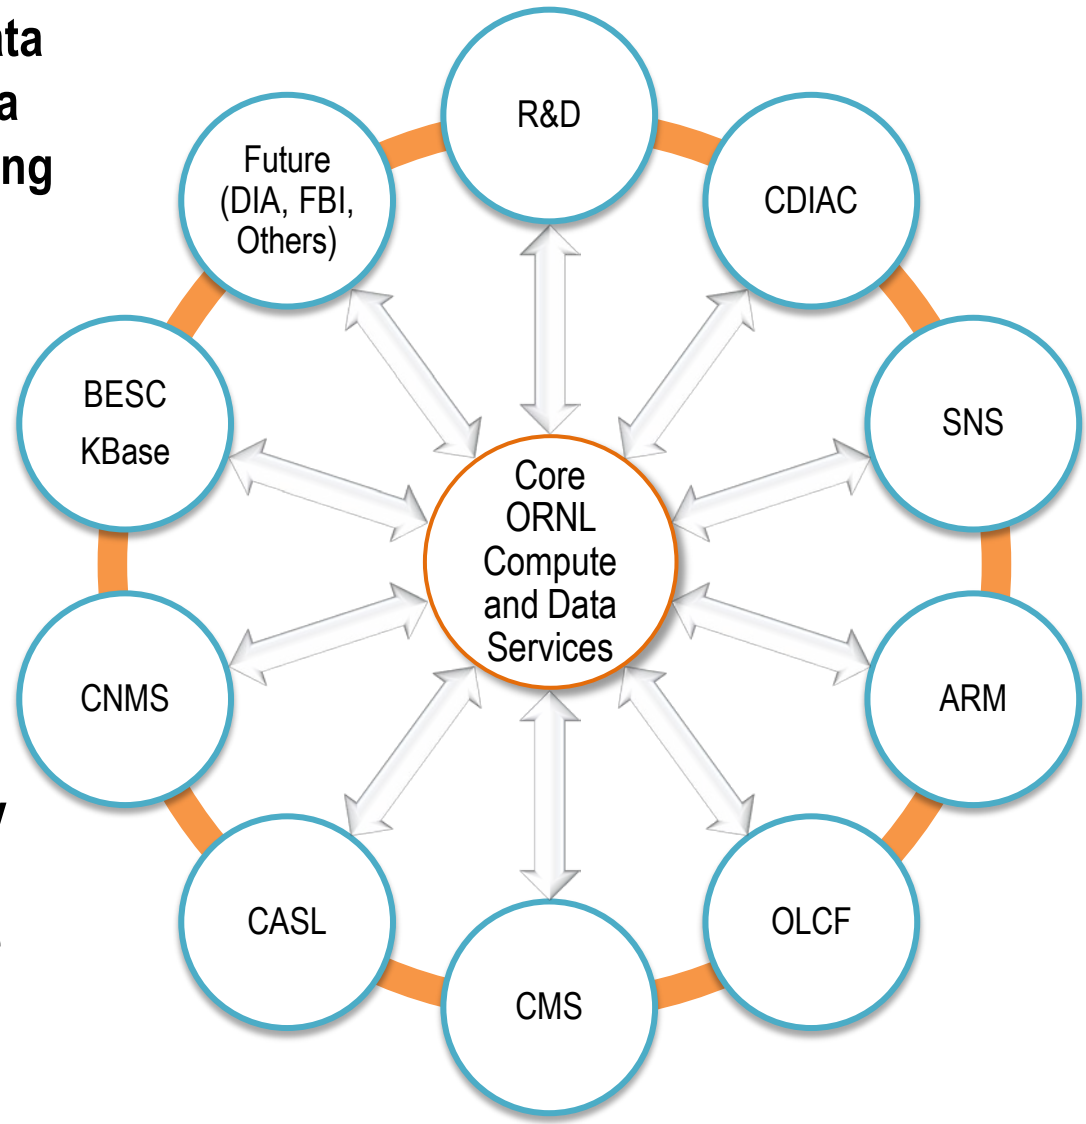 R&D
CDIAC
SNS
ARM
OLCF
CMS
CASL
CNMS
BESC
KBase
Future
(DIA, FBI,
Others)
Core
ORNL
Compute
and Data
Services